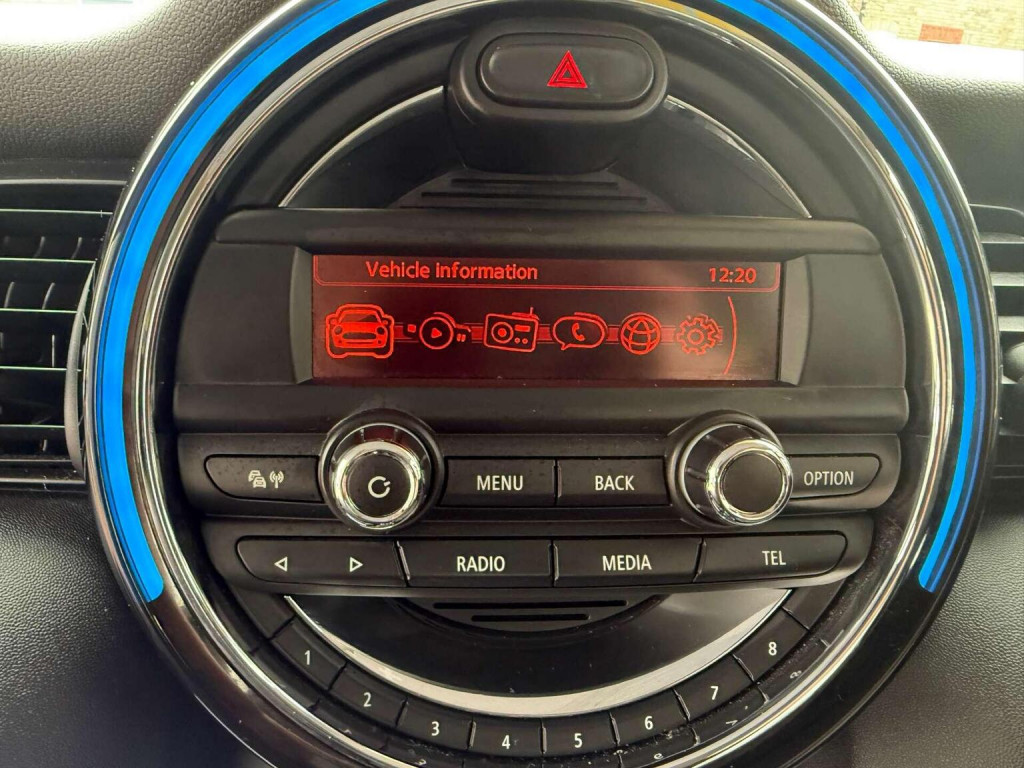 Vehicle information 12:20
MENU BACK OPTION
RADIO MEDIA TEL
1 2 3 4 5 6 7 8